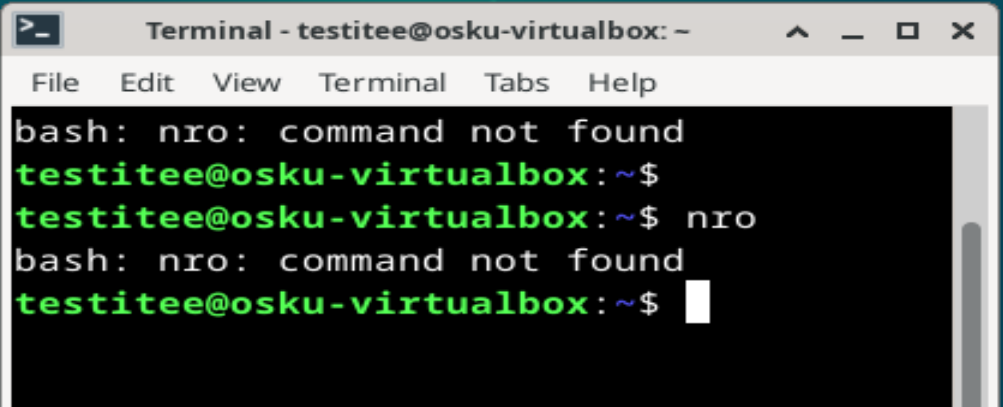 Terminal - testitee@osku-virtualbox: ~
File Edit View Terminal Tabs Help
bash: nro: command not found
testitee@osku-virtualbox:~$
testitee@osku-virtualbox:~$ nro
bash: nro: command not found
testitee@osku-virtualbox:~$